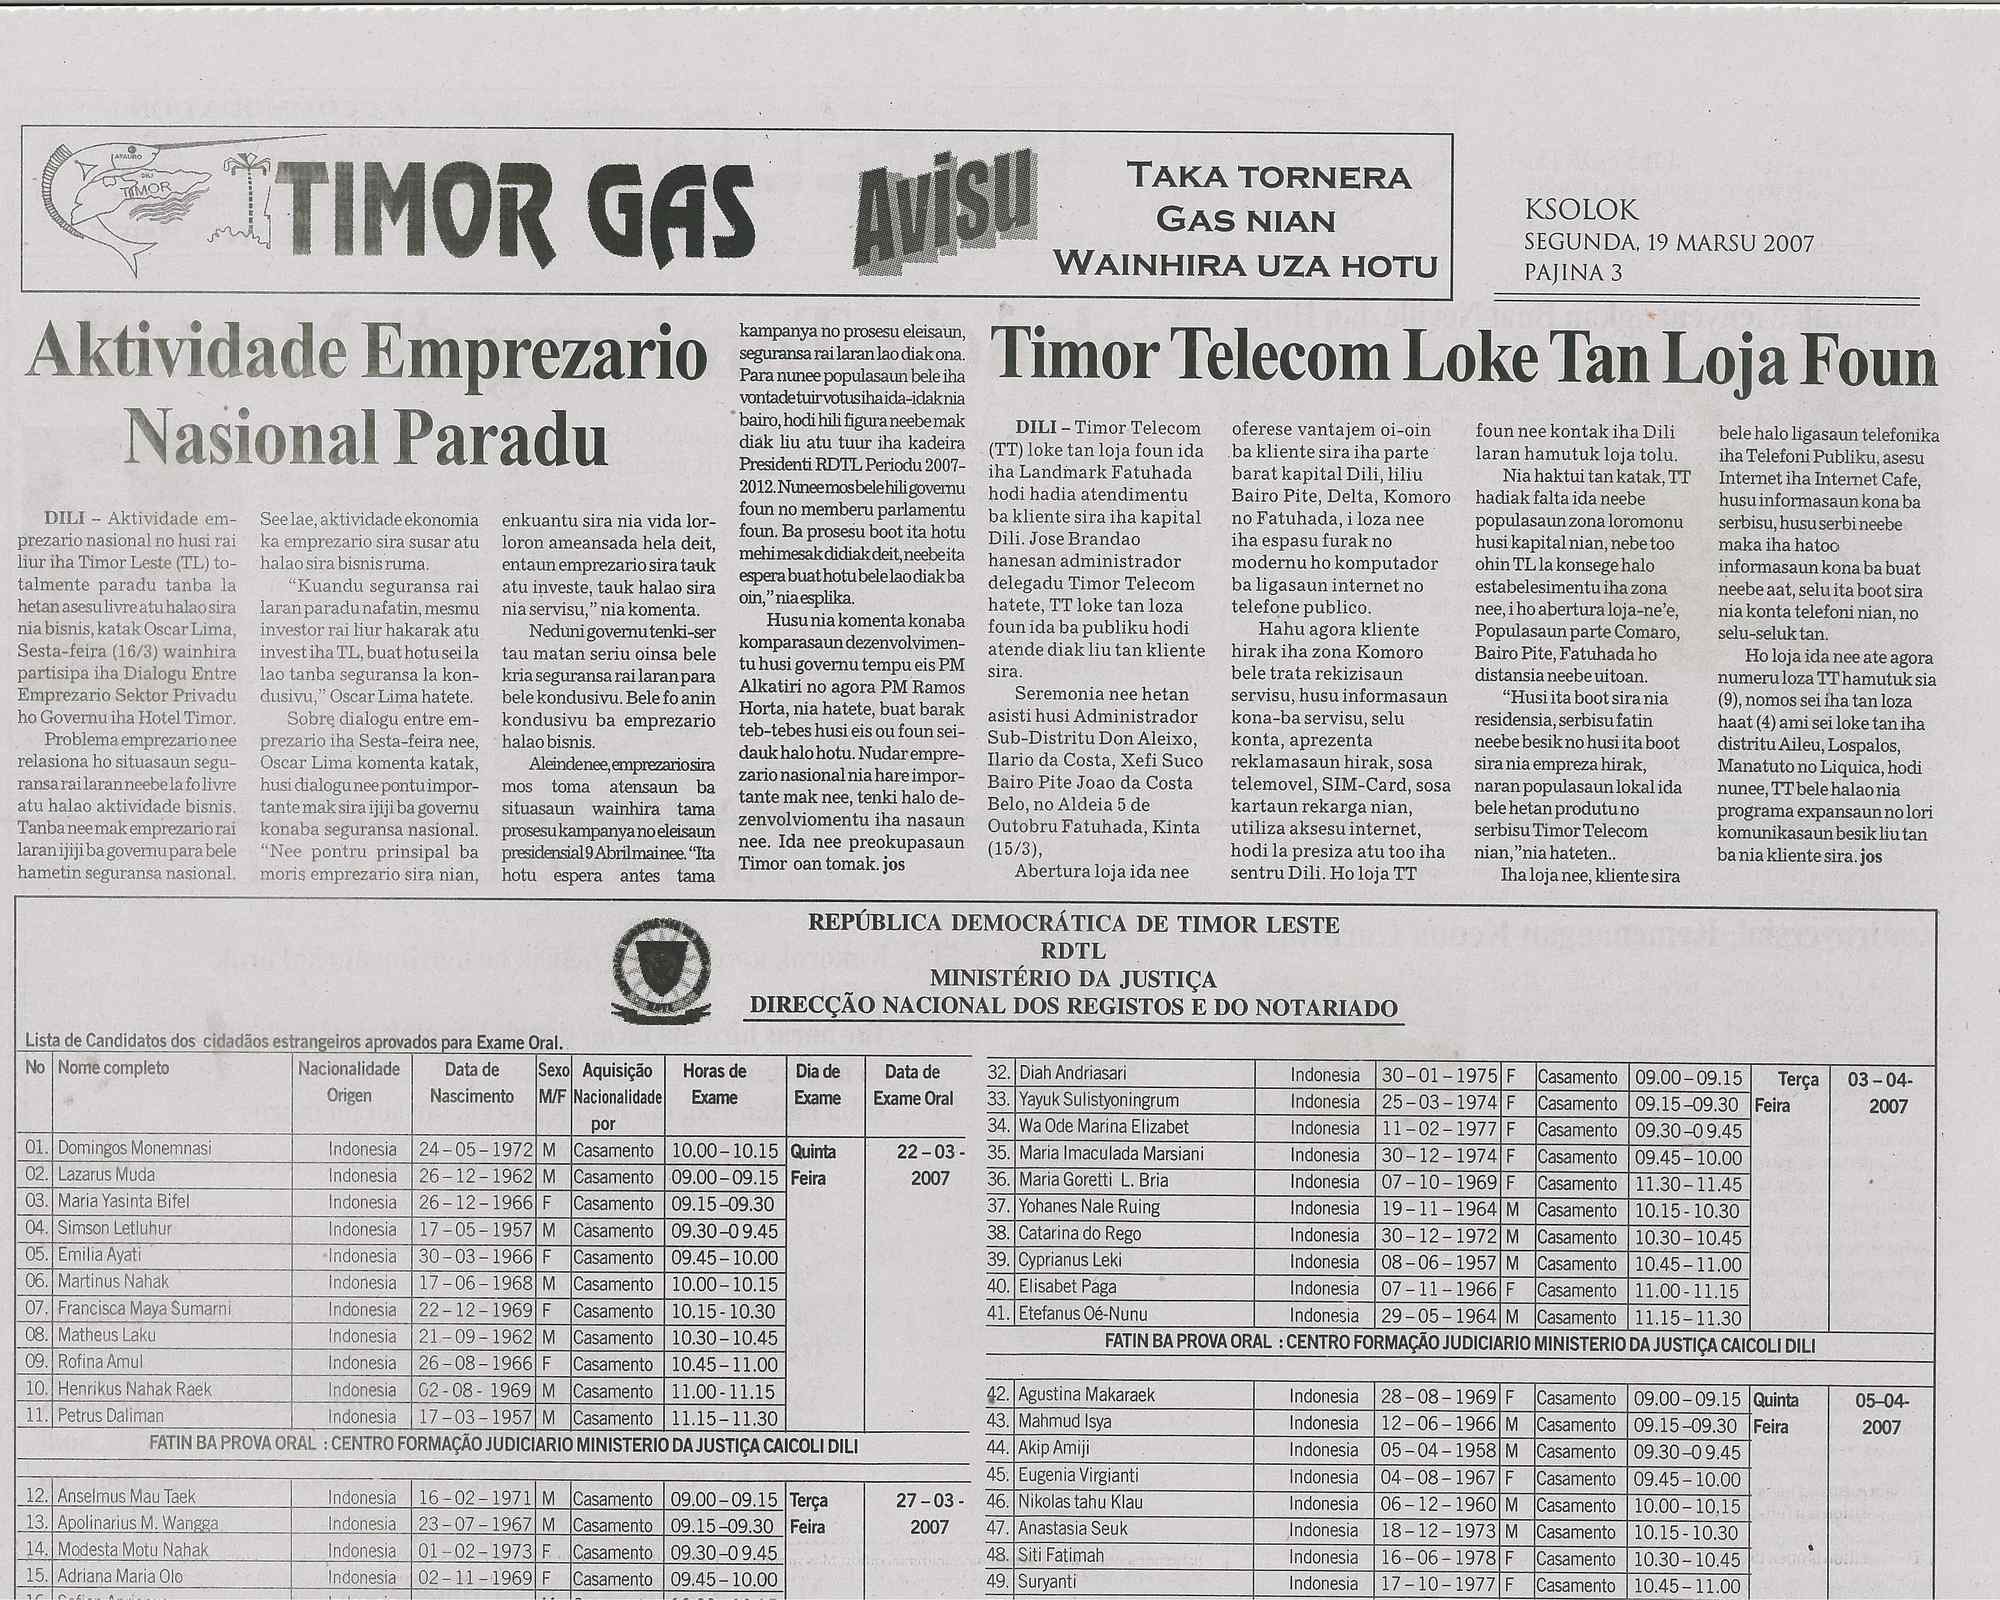 APAURO
DILI
TIMOR
TIMOR GAS
Avisu
TAKA TORNERA
GAS NIAN
WAINHIRA UZA HOTU
KSOLOK
SEGUNDA, 19 MARSU 2007
PAJINA 3
Aktividade Emprezario
Nasional Paradu
DILI – Aktividade em-
prezario nasional no husi rai
liur iha Timor Leste (TL) to-
talmente paradu tanba la
hetan asesu livre atu halao sira
nia bisnis, katak Oscar Lima,
Sesta-feira (16/3) wainhira
partisipa iha Dialogu Entre
Emprezario Sektor Privadu
ho Governu iha Hotel Timor.
Problema emprezario nee
relasiona ho situasaun segu-
ransa rai laran neebe la fo livre
atu halao aktividade bisnis.
Tanba nee mak emprezario rai
laran ijiji ba governu para bele
hametin seguransa nasional.
See lae, aktividade ekonomia
ka emprezario sira susar atu
halao sira bisnis ruma.
"Kuandu seguransa rai
laran paradu nafatin, mesmu
investor rai liur hakarak atu
invest iha TL, buat hotu sei la
lao tanba seguransa la kon-
dusivu," Oscar Lima hatete.
Sobre dialogu entre em-
prezario iha Sesta-feira nee,
Oscar Lima komenta katak,
husi dialogu nee pontu impor-
tante mak sira ijiji ba governu
konaba seguransa nasional.
"Nee pontru prinsipal ba
moris emprezario sira nian,
enkuantu sira nia vida lor-
loron ameansada hela deit,
entaun emprezario sira tauk
atu investe, tauk halao sira
nia servisu," nia komenta.
Neduni governu tenki-ser
tau matan seriu oinsa bele
kria seguransa rai laran para
bele kondusivu. Bele fo anin
kondusivu ba emprezario
halao bisnis.
Aleinde nee, emprezario sira
mos toma atensaun ba
situasaun wainhira tama
prosesu kampanya no eleisaun
presidensial 9 Abril mai nee. "Ita
hotu espera antes tama
kampanya no prosesu eleisaun,
seguransa rai laran lao diak ona.
Para nunee populasaun bele iha
vontade tuir votus iha ida-idak nia
bairo, hodi hili figura neebe mak
diak liu atu tuur iha kadeira
Presidenti RDTL Periodu 2007-
2012. Nunee mos bele hili governu
foun no memberu parlamentu
foun. Ba prosesu boot ita hotu
mehi mesak didiak deit, neebe ita
espera buat hotu bele lao diak ba
oin," nia esplika.
Husu nia komenta konaba
komparasaun dezenvolvimen-
tu husi governu tempu eis PM
Alkatiri no agora PM Ramos
Horta, nia hatete, buat barak
teb-tebes husi eis ou foun sei-
dauk halo hotu. Nudar empre-
zario nasional nia hare impor-
tante mak nee, tenki halo de-
zenvolviomentu iha nasaun
nee. Ida nee preokupasaun
Timor oan tomak. jos
Timor Telecom Loke Tan Loja Foun
DILI – Timor Telecom
(TT) loke tan loja foun ida
iha Landmark Fatuhada
hodi hadia atendimentu
ba kliente sira iha kapital
Dili. Jose Brandao
hanesan administrador
delegadu Timor Telecom
hatete, TT loke tan loza
foun ida ba publiku hodi
atende diak liu tan kliente
sira.
Seremonia nee hetan
asisti husi Administrador
Sub-Distritu Don Aleixo,
Ilario da Costa, Xefi Suco
Bairo Pite Joao da Costa
Belo, no Aldeia 5 de
Outobru Fatuhada, Kinta
(15/3),
Abertura loja ida nee
oferese vantajem oi-oin
ba kliente sira iha parte
barat kapital Dili, liliu
Bairo Pite, Delta, Komoro
no Fatuhada, i loza nee
iha espasu furak no
modernu ho komputador
ba ligasaun internet no
telefone publico.
Hahu agora kliente
hirak iha zona Komoro
bele trata rekizisaun
servisu, husu informasaun
kona-ba servisu, selu
konta, aprezenta
reklamasaun hirak, sosa
telemovel, SIM-Card, sosa
kartaun rekarga nian,
utiliza aksesu internet,
hodi la presiza atu too iha
sentru Dili. Ho loja TT
foun nee kontak iha Dili
laran hamutuk loja tolu.
Nia haktui tan katak, TT
hadiak falta ida neebe
populasaun zona loromonu
husi kapital nian, nebe too
ohin TL la konsege halo
estabelesimentu iha zona
nee, i ho abertura loja-ne'e,
Populasaun parte Comaro,
Bairo Pite, Fatuhada ho
distansia neebe uitoan.
"Husi ita boot sira nia
residensia, serbisu fatin
neebe besik no husi ita boot
sira nia empreza hirak,
naran populasaun lokal ida
bele hetan produtu no
serbisu Timor Telecom
nian,"nia hateten..
Iha loja nee, kliente sira
bele halo ligasaun telefonika
iha Telefoni Publiku, asesu
Internet iha Internet Cafe,
husu informasaun kona ba
serbisu, husu serbi neebe
maka iha hatoo
informasaun kona ba buat
neebe aat, selu ita boot sira
nia konta telefoni nian, no
selu-seluk tan.
Ho loja ida nee ate agora
numeru loza TT hamutuk sia
(9), nomos sei iha tan loza
haat (4) ami sei loke tan iha
distritu Aileu, Lospalos,
Manatuto no Liquica, hodi
nunee, TT bele halao nia
programa expansaun no lori
komunikasaun besik liu tan
ba nia kliente sira. jos
REPÚBLICA DEMOCRÁTICA DE TIMOR LESTE
RDTL
MINISTÉRIO DA JUSTIÇA
DIRECÇÃO NACIONAL DOS REGISTOS E DO NOTARIADO
Lista de Candidatos dos cidadãos estrangeiros aprovados para Exame Oral.
No Nome completo Nacionalidade Data de Sexo Aquisição Horas de Dia de Data de
Origen Nascimento M/F Nacionalidade Exame Exame Exame Oral
por
01. Domingos Monemnasi Indonesia 24-05-1972 M Casamento 10.00-10.15 Quinta 22-03-
02. Lazarus Muda Indonesia 26-12-1962 M Casamento 09.00-09.15 Feira 2007
03. Maria Yasinta Bifel Indonesia 26-12-1966 F Casamento 09.15-09.30
04. Simson Letluhur Indonesia 17-05-1957 M Casamento 09.30-09.45
05. Emilia Ayati Indonesia 30-03-1966 F Casamento 09.45-10.00
06. Martinus Nahak Indonesia 17-06-1968 M Casamento 10.00-10.15
07. Francisca Maya Sumarni Indonesia 22-12-1969 F Casamento 10.15-10.30
08. Matheus Laku Indonesia 21-09-1962 M Casamento 10.30-10.45
09. Rofina Amul Indonesia 26-08-1966 F Casamento 10.45-11.00
10. Henrikus Nahak Raek Indonesia 02-08-1969 M Casamento 11.00-11.15
11. Petrus Daliman Indonesia 17-03-1957 M Casamento 11.15-11.30
FATIN BA PROVA ORAL : CENTRO FORMAÇÃO JUDICIARIO MINISTERIO DA JUSTIÇA CAICOLI DILI
12. Anselmus Mau Taek Indonesia 16-02-1971 M Casamento 09.00-09.15 Terça 27-03-
13. Apolinarius M. Wangga Indonesia 23-07-1967 M Casamento 09.15-09.30 Feira 2007
14. Modesta Motu Nahak Indonesia 01-02-1973 F Casamento 09.30-09.45
15. Adriana Maria Olo Indonesia 02-11-1969 F Casamento 09.45-10.00
32. Diah Andriasari Indonesia 30-01-1975 F Casamento 09.00-09.15 Terça 03-04-
33. Yayuk Sulistyoningrum Indonesia 25-03-1974 F Casamento 09.15-09.30 Feira 2007
34. Wa Ode Marina Elizabet Indonesia 11-02-1977 F Casamento 09.30-09.45
35. Maria Imaculada Marsiani Indonesia 30-12-1974 F Casamento 09.45-10.00
36. Maria Goretti L. Bria Indonesia 07-10-1969 F Casamento 11.30-11.45
37. Yohanes Nale Ruing Indonesia 19-11-1964 M Casamento 10.15-10.30
38. Catarina do Rego Indonesia 30-12-1972 M Casamento 10.30-10.45
39. Cyprianus Leki Indonesia 08-06-1957 M Casamento 10.45-11.00
40. Elisabet Paga Indonesia 07-11-1966 F Casamento 11.00-11.15
41. Etefanus Oé-Nunu Indonesia 29-05-1964 M Casamento 11.15-11.30
FATIN BA PROVA ORAL : CENTRO FORMAÇÃO JUDICIARIO MINISTERIO DA JUSTIÇA CAICOLI DILI
42. Agustina Makaraek Indonesia 28-08-1969 F Casamento 09.00-09.15 Quinta 05-04-
43. Mahmud Isya Indonesia 12-06-1966 M Casamento 09.15-09.30 Feira 2007
44. Akip Amiji Indonesia 05-04-1958 M Casamento 09.30-09.45
45. Eugenia Virgianti Indonesia 04-08-1967 F Casamento 09.45-10.00
46. Nikolas tahu Klau Indonesia 06-12-1960 M Casamento 10.00-10.15
47. Anastasia Seuk Indonesia 18-12-1973 M Casamento 10.15-10.30
48. Siti Fatimah Indonesia 16-06-1978 F Casamento 10.30-10.45
49. Suryanti Indonesia 17-10-1977 F Casamento 10.45-11.00